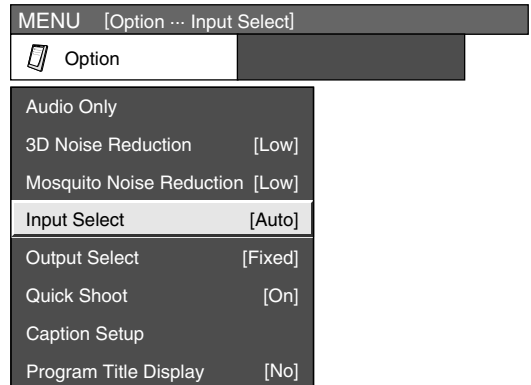 MENU [Option ··· Input Select]
Option
Audio Only
3D Noise Reduction [Low]
Mosquito Noise Reduction [Low]
Input Select [Auto]
Output Select [Fixed]
Quick Shoot [On]
Caption Setup
Program Title Display [No]